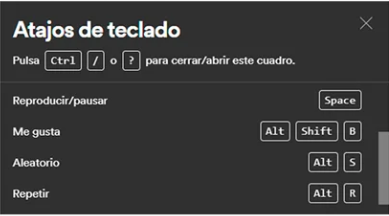 Atajos de teclado
Pulsa Ctrl / o ? para cerrar/abrir este cuadro.
Reproducir/pausar Space
Me gusta Alt Shift B
Aleatorio Alt S
Repetir Alt R